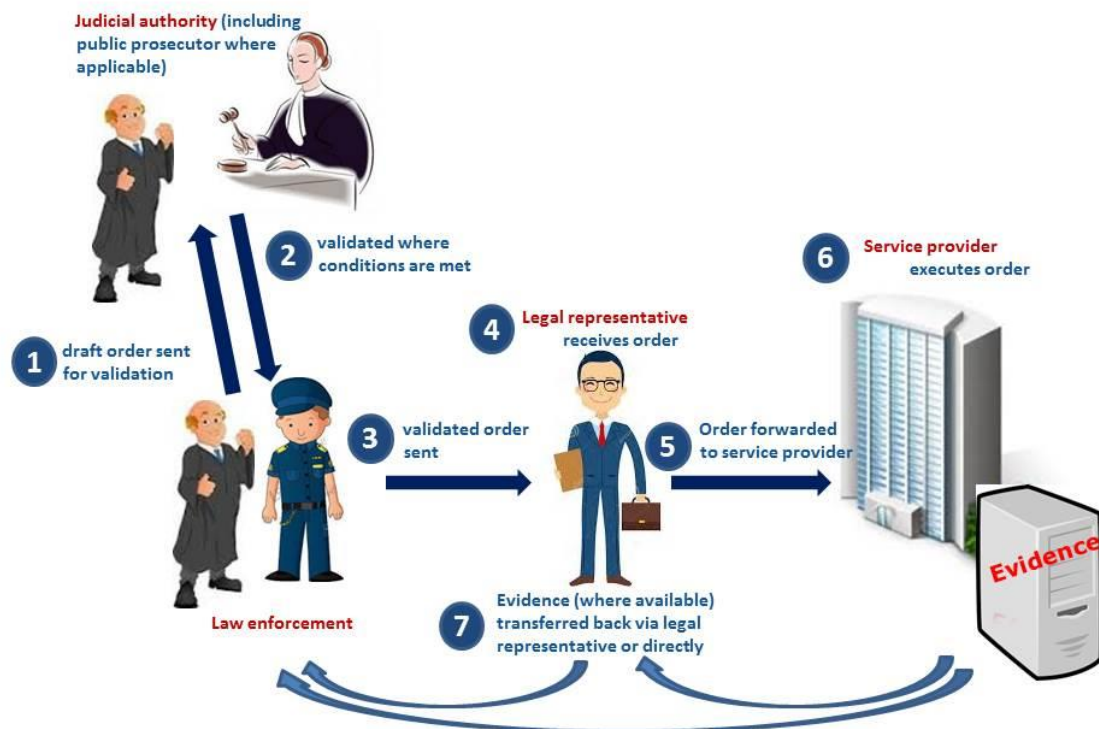 Judicial authority (including
public prosecutor where
applicable)
2
validated where
conditions are met
1
draft order sent
for validation
3
validated order
sent
Law enforcement
4
Legal representative
receives order
5
Order forwarded
to service provider
6
Service provider
executes order
Evidence
7
Evidence (where available)
transferred back via legal
representative or directly